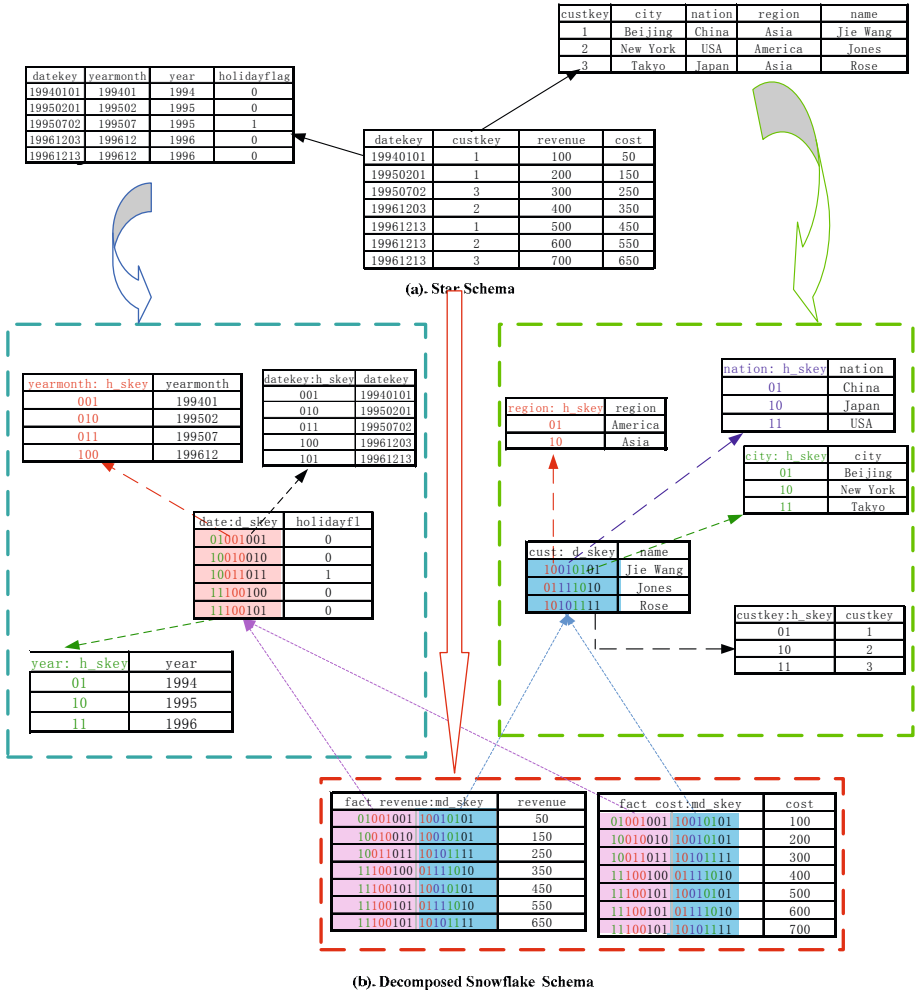 custkey city nation region name
1 Beijing China Asia Jie Wang
2 New York USA America Jones
3 Takyo Japan Asia Rose
datekey yearmonth year holidayflag
19940101 199401 1994 0
19950201 199502 1995 0
19950702 199507 1995 1
19961203 199612 1996 0
19961213 199612 1996 0
datekey custkey revenue cost
19940101 1 100 50
19950201 1 200 150
19950702 3 300 250
19961203 2 400 350
19961213 1 500 450
19961213 2 600 550
19961213 3 700 650
(a). Star Schema
yearmonth: h_skey yearmonth
001 199401
010 199502
011 199507
100 199612
datekey:h_skey datekey
001 19940101
010 19950201
011 19950702
100 19961203
101 19961213
date:d_skey holidayfl
01001001 0
10010010 0
10011011 1
11100100 0
11100101 0
year: h_skey year
01 1994
10 1995
11 1996
region: h_skey region
01 America
10 Asia
nation: h_skey nation
01 China
10 Japan
11 USA
city: h_skey city
01 Beijing
10 New York
11 Takyo
cust: d_skey name
10010101 Jie Wang
01111010 Jones
10101111 Rose
custkey:h_skey custkey
01 1
10 2
11 3
fact revenue:md_skey revenue
01001001 10010101 50
10010010 10010101 150
10011011 10101111 250
11100100 01111010 350
11100101 10010101 450
11100101 01111010 550
11100101 10101111 650
fact cost:md_skey cost
01001001 10010101 100
10010010 10010101 200
10011011 10101111 300
11100100 01111010 400
11100101 10010101 500
11100101 01111010 600
11100101 10101111 700
(b). Decomposed Snowflake Schema